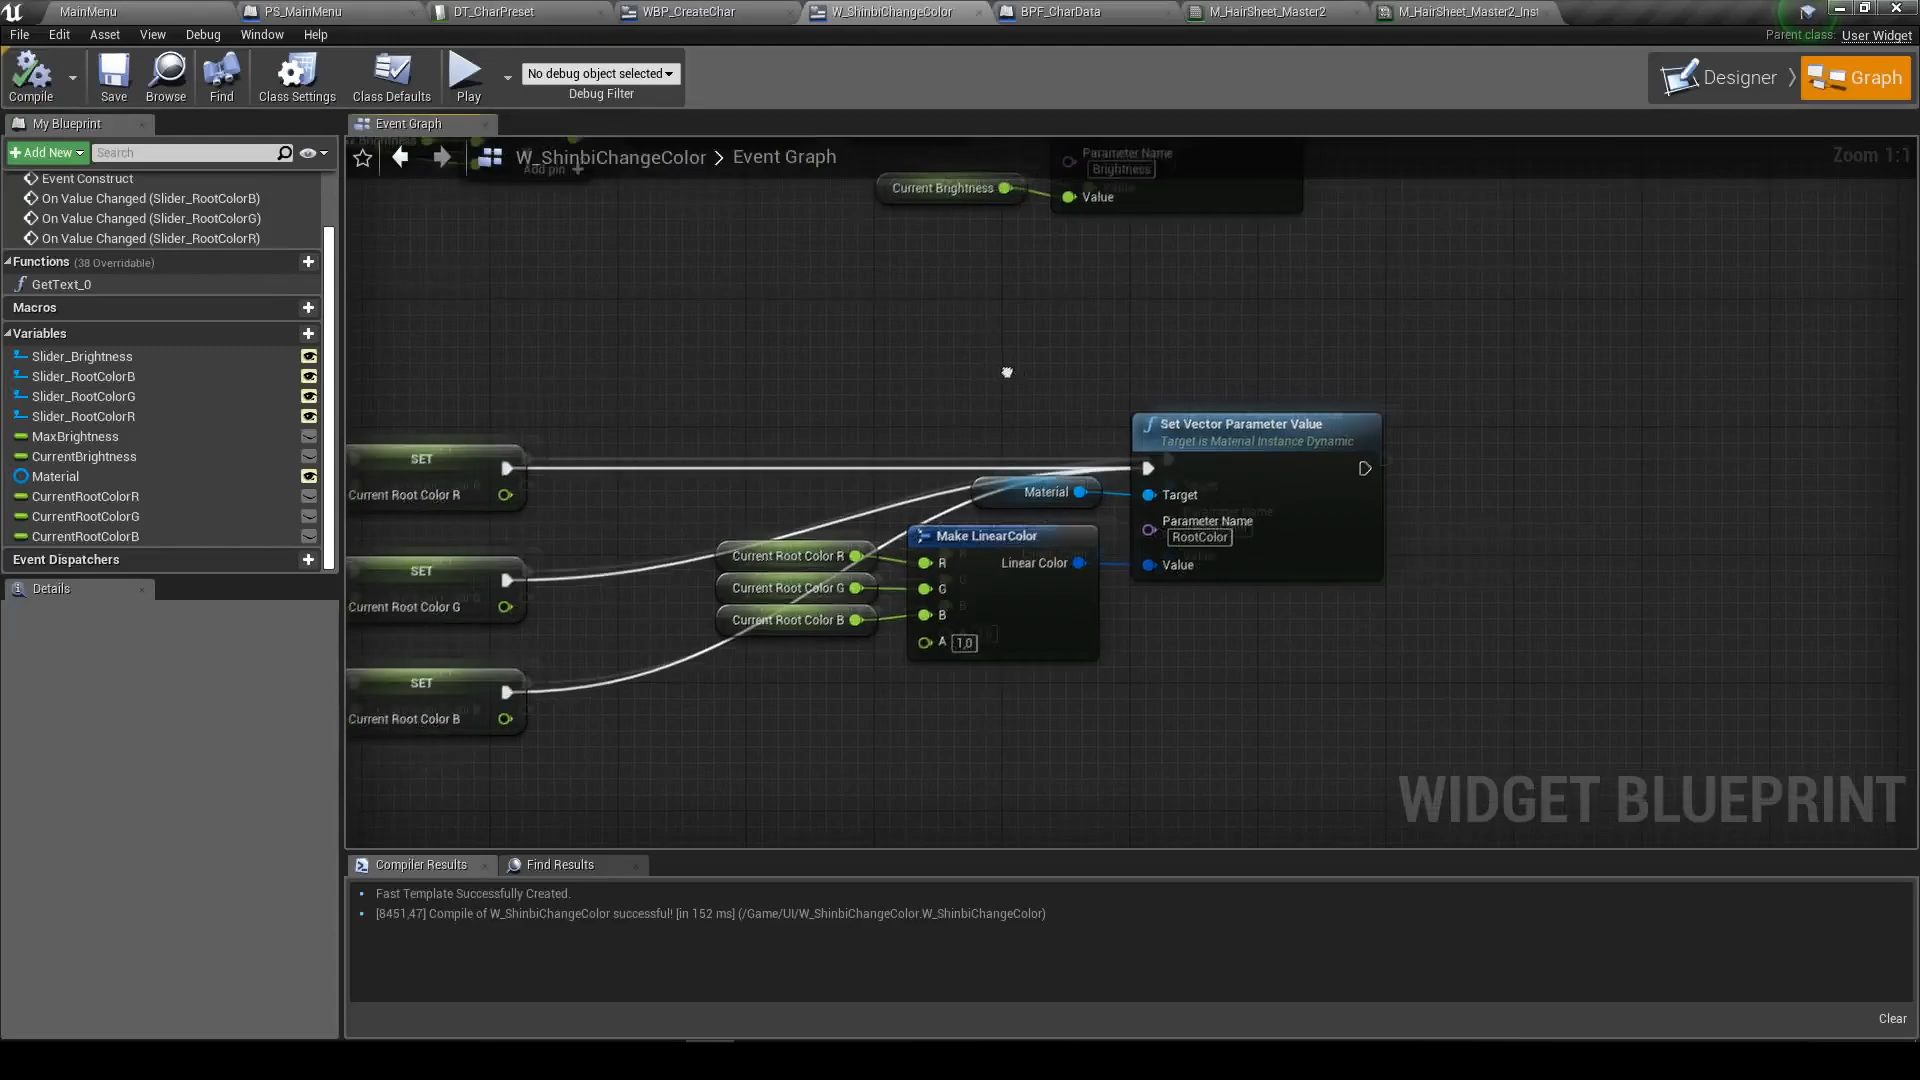 MainMenu
PS_MainMenu
DT_CharPreset
WBP_CreateChar
W_ShinbiChangeColor
BPF_CharData
M_HairSheet_Master2
M_HairSheet_Master2_Inst
File Edit Asset View Debug Window Help
Parent class: User Widget
Compile
Save
Browse
Find
Class Settings
Class Defaults
Play
No debug object selected
Debug Filter
Designer
Graph
My Blueprint
Add New
Search
Event Construct
On Value Changed (Slider_RootColorB)
On Value Changed (Slider_RootColorG)
On Value Changed (Slider_RootColorR)
Functions (38 Overridable)
GetText_0
Macros
Variables
Slider_Brightness
Slider_RootColorB
Slider_RootColorG
Slider_RootColorR
MaxBrightness
CurrentBrightness
Material
CurrentRootColorR
CurrentRootColorG
CurrentRootColorB
Event Dispatchers
Details
Event Graph
W_ShinbiChangeColor > Event Graph
Zoom 1:1
Add pin
Parameter Name
Brightness
Current Brightness
Value
SET
Current Root Color R
SET
Current Root Color G
SET
Current Root Color B
Current Root Color R
Current Root Color G
Current Root Color B
Material
Make LinearColor
R
Linear Color
G
B
A 1.0
Set Vector Parameter Value
Target is Material Instance Dynamic
Target
Parameter Name
RootColor
Value
WIDGET BLUEPRINT
Compiler Results
Find Results
Fast Template Successfully Created.
[8451,47] Compile of W_ShinbiChangeColor successful! [in 152 ms] (/Game/UI/W_ShinbiChangeColor.W_ShinbiChangeColor)
Clear